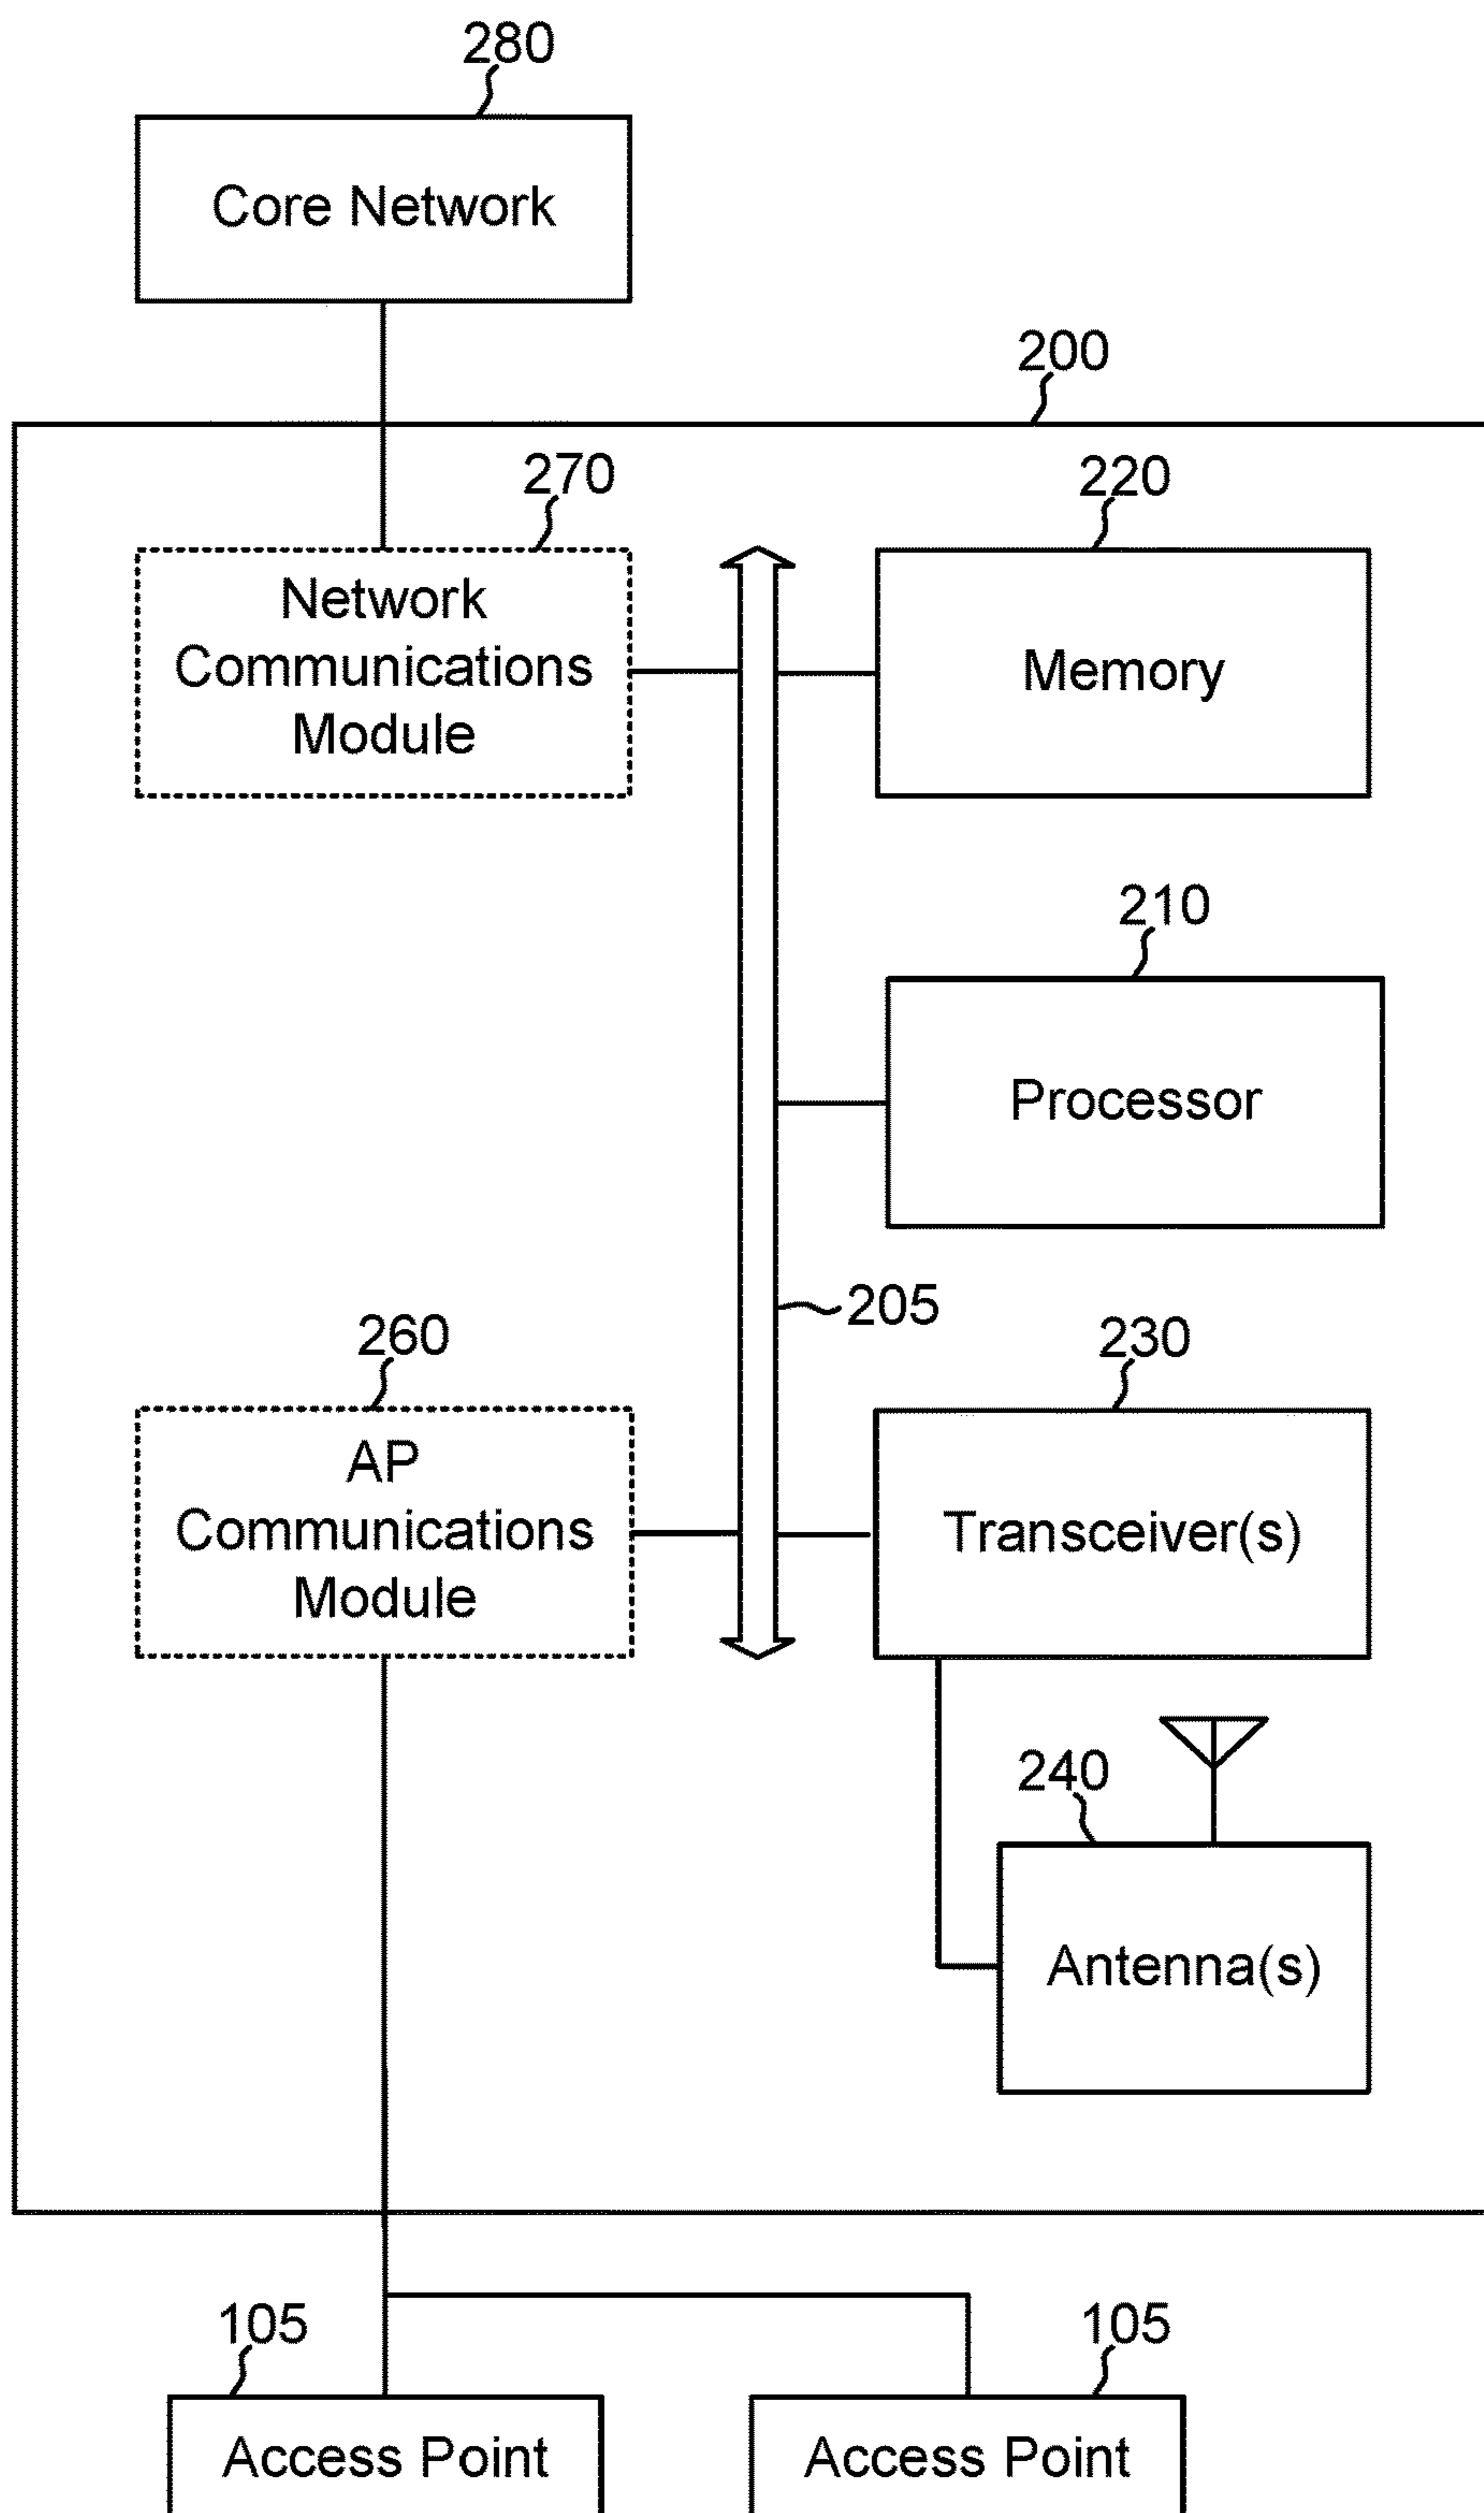 280
Core Network
200
270
220
Network
Communications
Module
Memory
210
Processor
205
260
230
AP
Communications
Module
Transceiver(s)
240
Antenna(s)
105
105
Access Point
Access Point